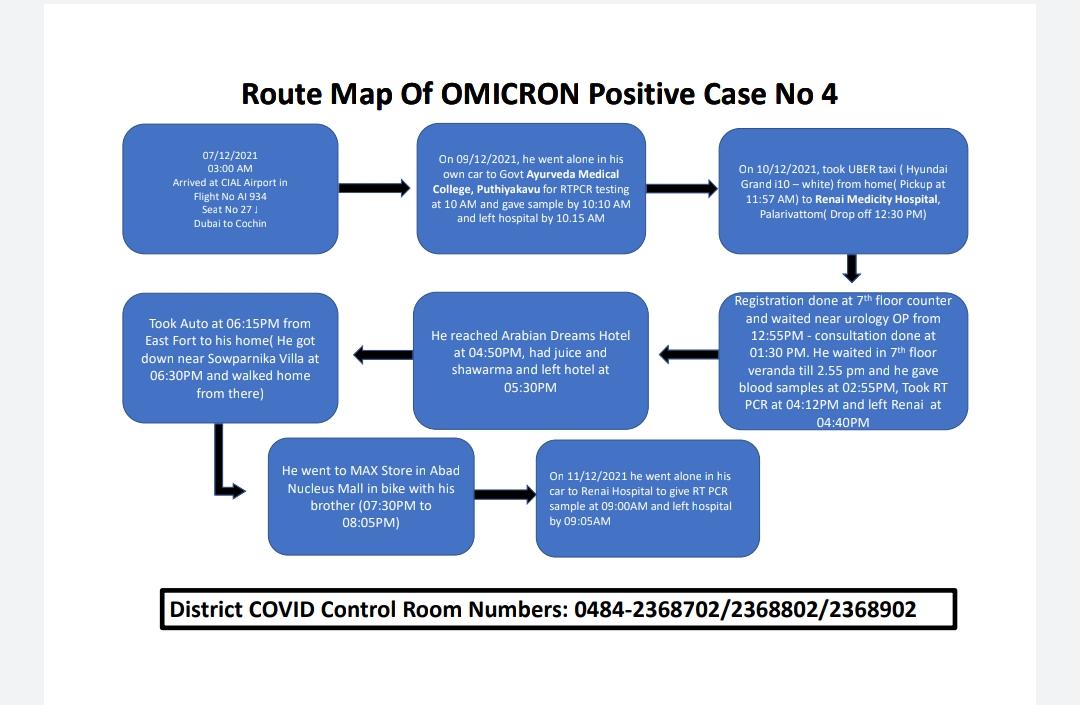 Route Map Of OMICRON Positive Case No 4
07/12/2021
03:00 AM
Arrived at CIAL Airport in
Flight No AI 934
Seat No 27 J
Dubai to Cochin
On 09/12/2021, he went alone in his
own car to Govt Ayurveda Medical
College, Puthiyakavu for RTPCR testing
at 10 AM and gave sample by 10:10 AM
and left hospital by 10.15 AM
On 10/12/2021, took UBER taxi ( Hyundai
Grand i10 – white) from home( Pickup at
11:57 AM) to Renai Medicity Hospital,
Palarivattom( Drop off 12:30 PM)
Registration done at 7th floor counter
and waited near urology OP from
12:55PM - consultation done at
01:30 PM. He waited in 7th floor
veranda till 2.55 pm and he gave
blood samples at 02:55PM, Took RT
PCR at 04:12PM and left Renai at
04:40PM
He reached Arabian Dreams Hotel
at 04:50PM, had juice and
shawarma and left hotel at
05:30PM
Took Auto at 06:15PM from
East Fort to his home( He got
down near Sowparnika Villa at
06:30PM and walked home
from there)
He went to MAX Store in Abad
Nucleus Mall in bike with his
brother (07:30PM to
08:05PM)
On 11/12/2021 he went alone in his
car to Renai Hospital to give RT PCR
sample at 09:00AM and left hospital
by 09:05AM
District COVID Control Room Numbers: 0484-2368702/2368802/2368902